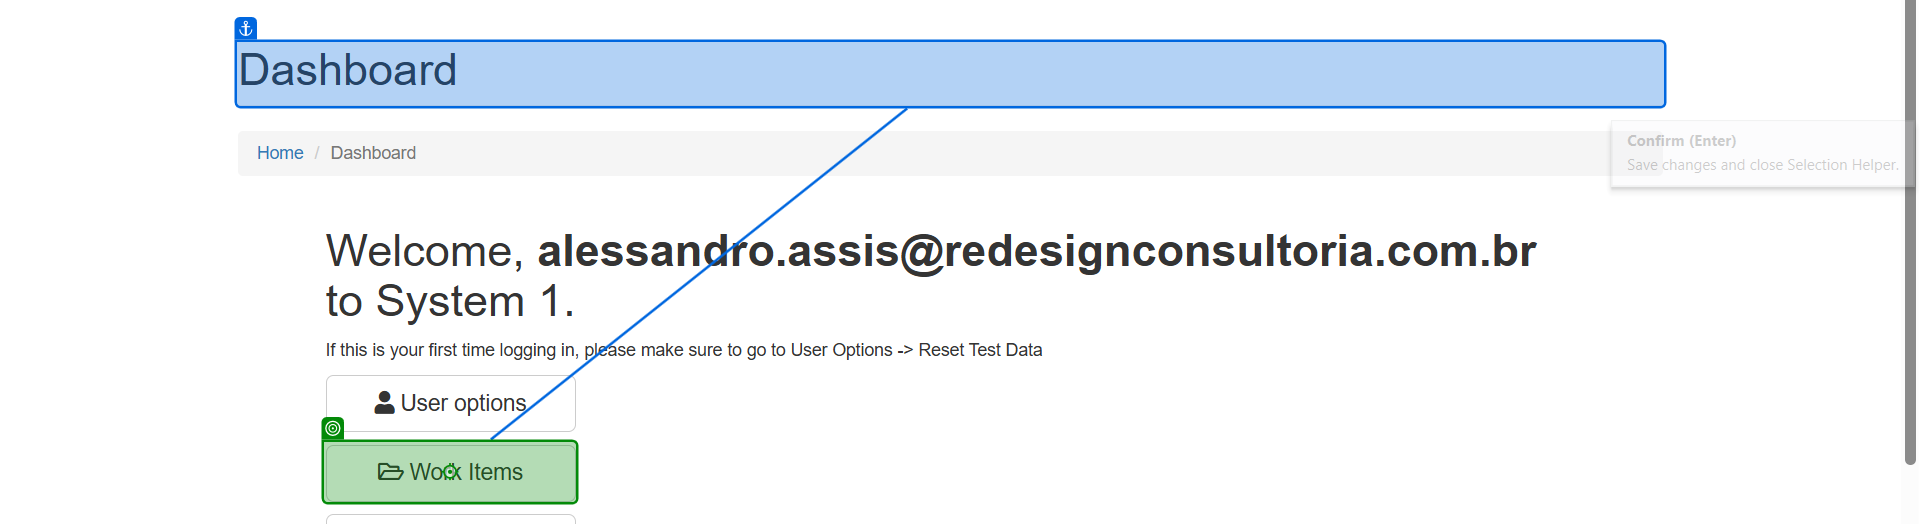 Dashboard
Home / Dashboard
Confirm (Enter)
Save changes and close Selection Helper.
Welcome, alessandro.assis@redesignconsultoria.com.br
to System 1.
If this is your first time logging in, please make sure to go to User Options -> Reset Test Data
User options
Work Items